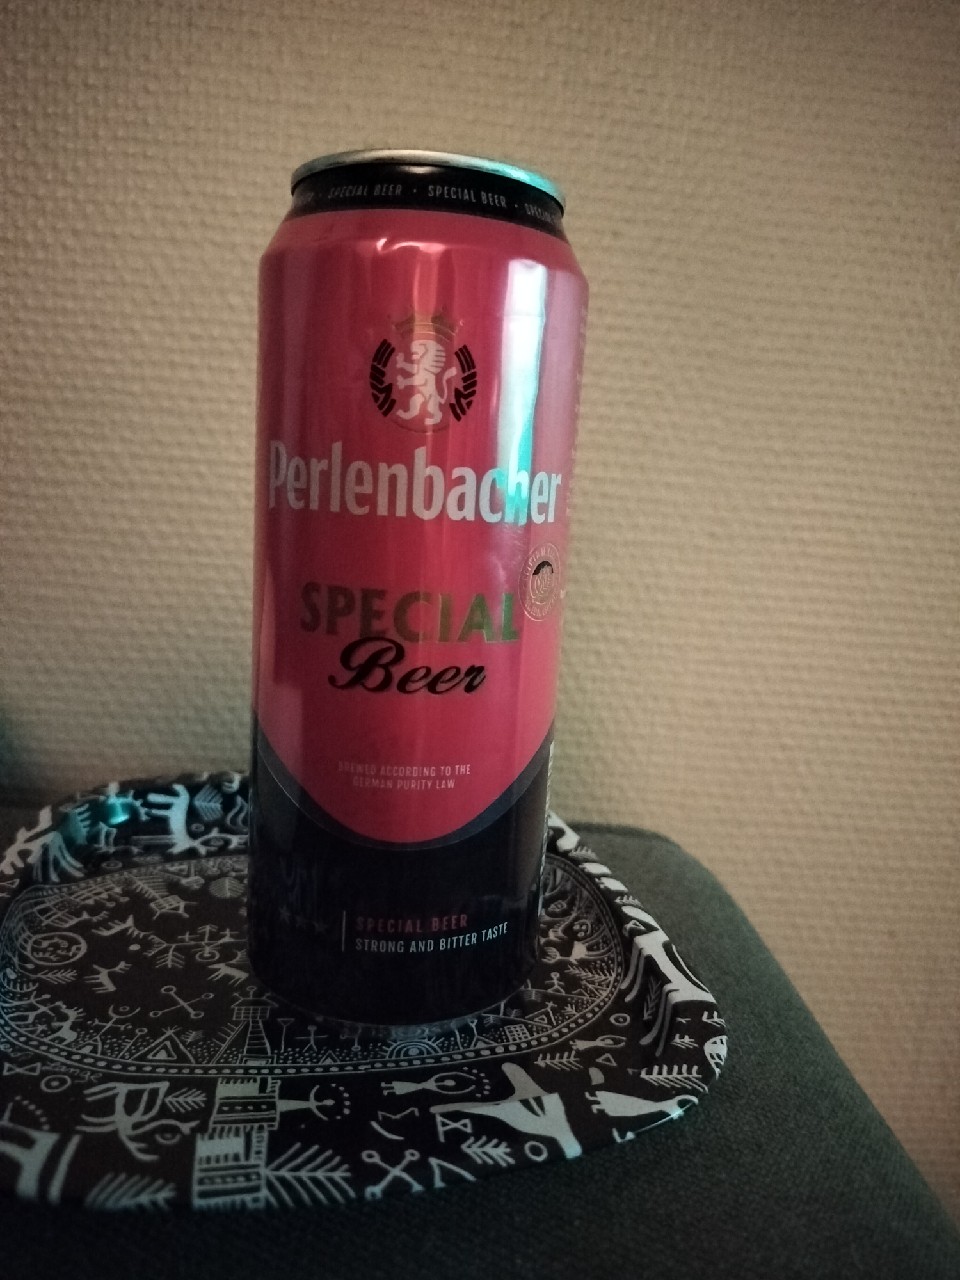 SPECIAL BEER · SPECIAL BEER ·
Perlenbacher
SPECIAL
Beer
BREWED ACCORDING TO THE
GERMAN PURITY LAW
SPECIAL BEER
STRONG AND BITTER TASTE